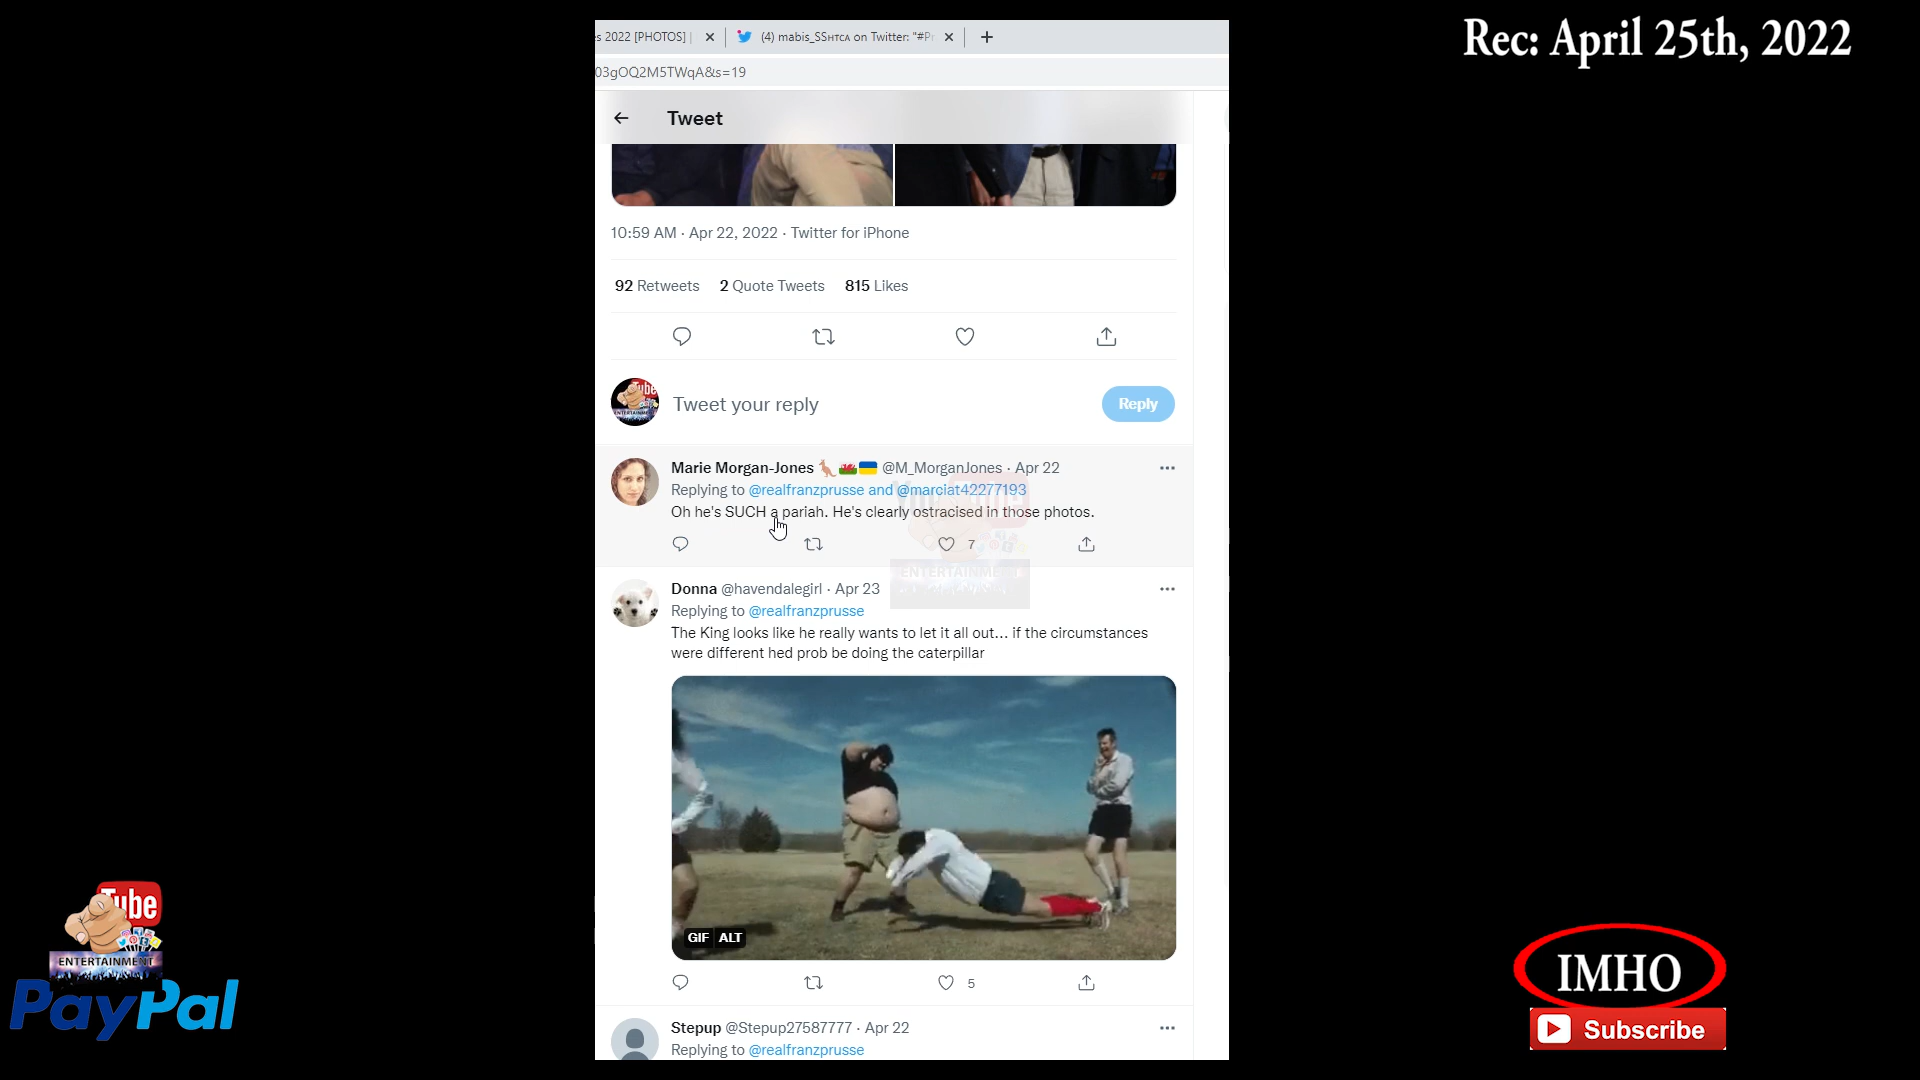 Rec: April 25th, 2022
s 2022 [PHOTOS] |
(4) mabis_SSHTCA on Twitter: "#Pr
03gOQ2M5TWqA&s=19
Tweet
10:59 AM · Apr 22, 2022 · Twitter for iPhone
92 Retweets 2 Quote Tweets 815 Likes
Tweet your reply
Reply
Marie Morgan-Jones @M_MorganJones · Apr 22
Replying to @realfranzprusse and @marciat42277193
Oh he's SUCH a pariah. He's clearly ostracised in those photos.
7
ENTERTAINMENT
Donna @havendalegirl · Apr 23
Replying to @realfranzprusse
The King looks like he really wants to let it all out... if the circumstances
were different hed prob be doing the caterpillar
GIF ALT
5
Stepup @Stepup27587777 · Apr 22
Replying to @realfranzprusse
Tube
ENTERTAINMENT
PayPal
IMHO
Subscribe